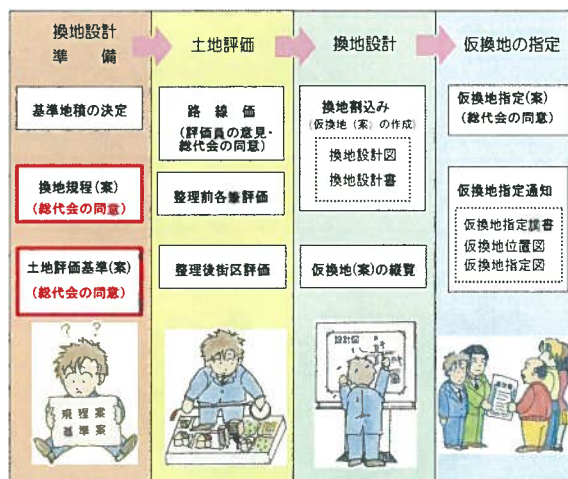 換地設計
準　備
基準地積の決定
換地規程(案)
(総代会の同意)
土地評価基準(案)
(総代会の同意)
規程案
基準案
土地評価
路　線　価
(評価員の意見・
総代会の同意)
整理前各筆評価
整理後街区評価
換地設計
換地割込み
(仮換地(案)の作成)
換地設計図
換地設計書
仮換地(案)の縦覧
設計図
仮換地の指定
仮換地指定(案)
(総代会の同意)
仮換地指定通知
仮換地指定調書
仮換地位置図
仮換地指定図